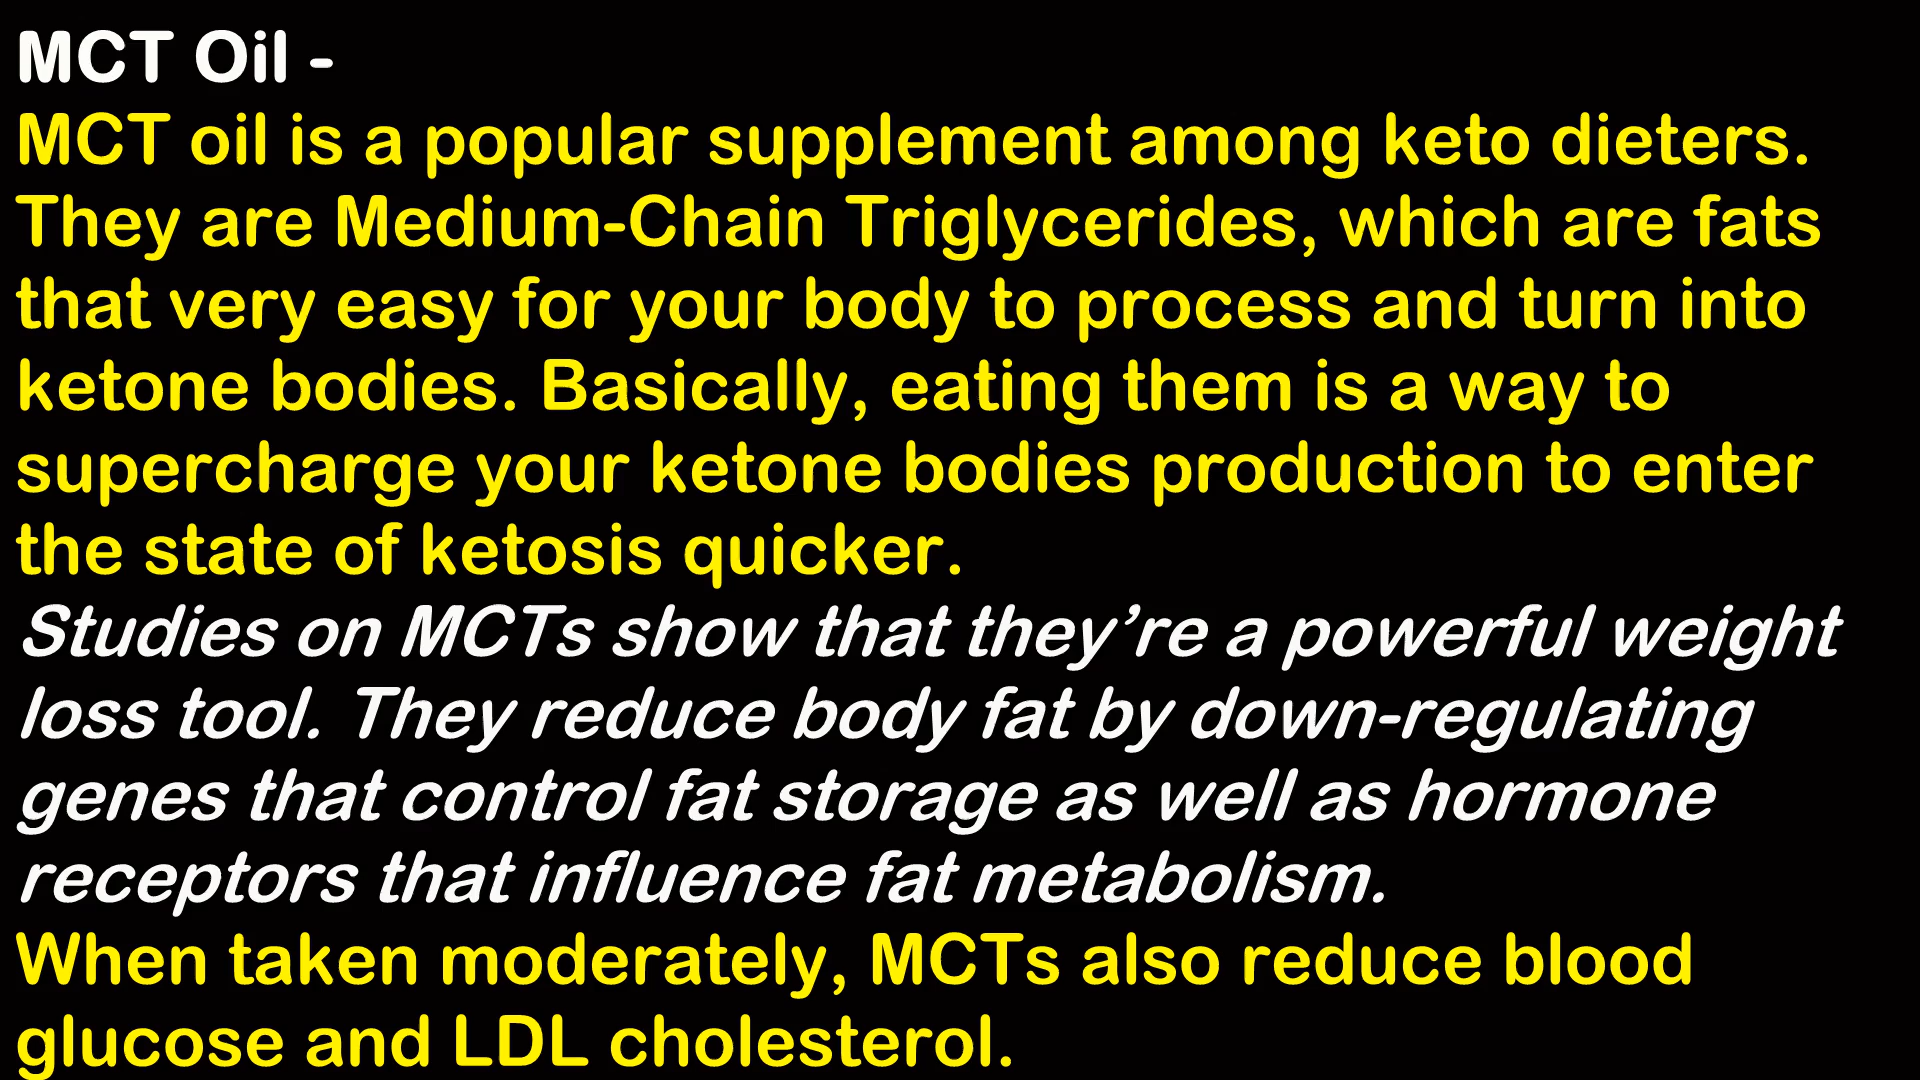 MCT Oil -
MCT oil is a popular supplement among keto dieters.
They are Medium-Chain Triglycerides, which are fats
that very easy for your body to process and turn into
ketone bodies. Basically, eating them is a way to
supercharge your ketone bodies production to enter
the state of ketosis quicker.
Studies on MCTs show that they’re a powerful weight
loss tool. They reduce body fat by down-regulating
genes that control fat storage as well as hormone
receptors that influence fat metabolism.
When taken moderately, MCTs also reduce blood
glucose and LDL cholesterol.